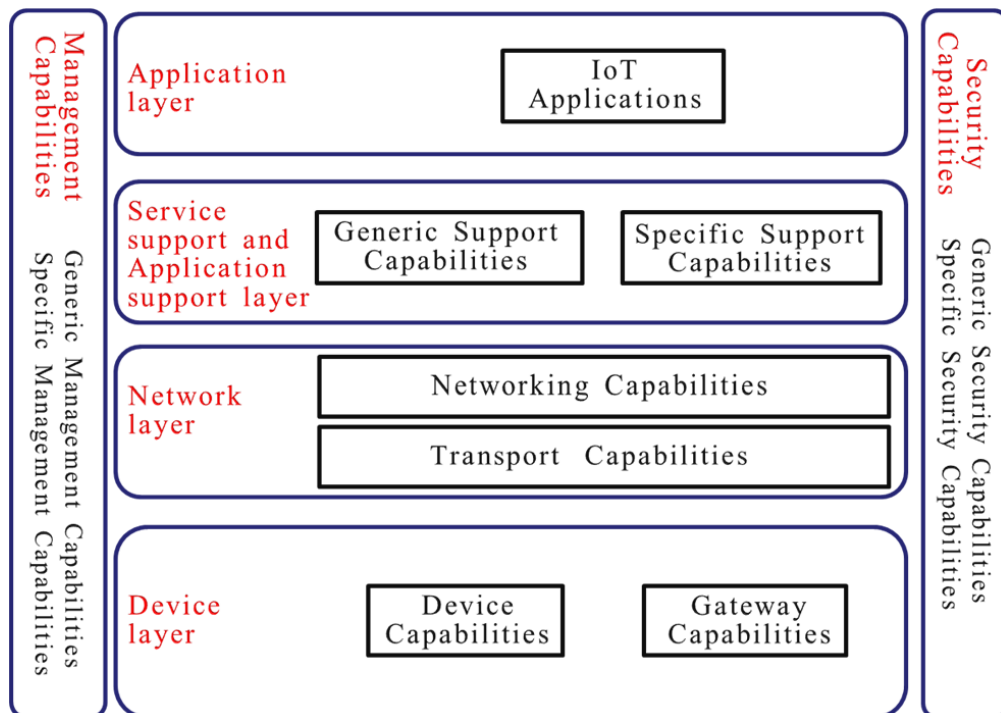 Management
Capabilities
Generic Management Capabilities
Specific Management Capabilities
Application
layer
IoT
Applications
Service
support and
Application
support layer
Generic Support
Capabilities
Specific Support
Capabilities
Network
layer
Networking Capabilities
Transport Capabilities
Device
layer
Device
Capabilities
Gateway
Capabilities
Security
Capabilities
Generic Security Capabilities
Specific Security Capabilities